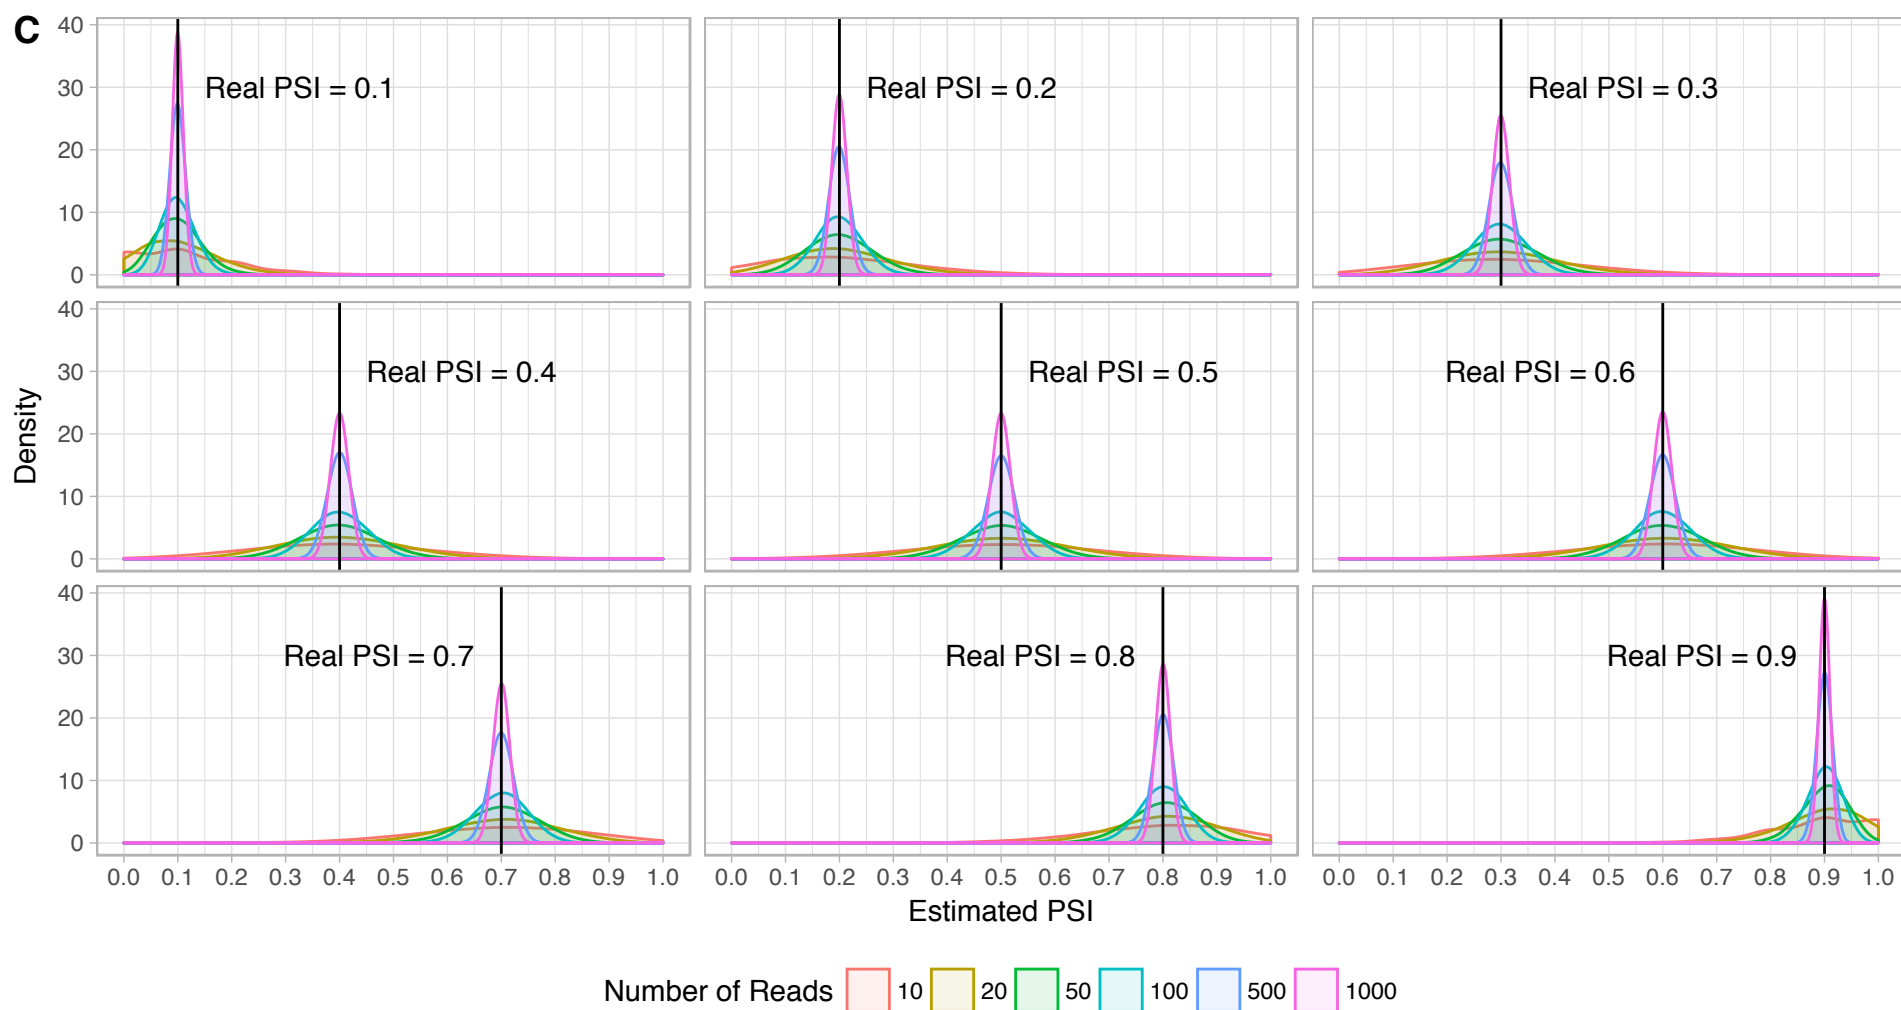 C
40
30
20
10
0
Real PSI = 0.1
Real PSI = 0.2
Real PSI = 0.3
40
30
20
10
0
Real PSI = 0.4
Real PSI = 0.5
Real PSI = 0.6
Density
40
30
20
10
0
Real PSI = 0.7
Real PSI = 0.8
Real PSI = 0.9
0.0 0.1 0.2 0.3 0.4 0.5 0.6 0.7 0.8 0.9 1.0
0.0 0.1 0.2 0.3 0.4 0.5 0.6 0.7 0.8 0.9 1.0
0.0 0.1 0.2 0.3 0.4 0.5 0.6 0.7 0.8 0.9 1.0
Estimated PSI
Number of Reads 10 20 50 100 500 1000